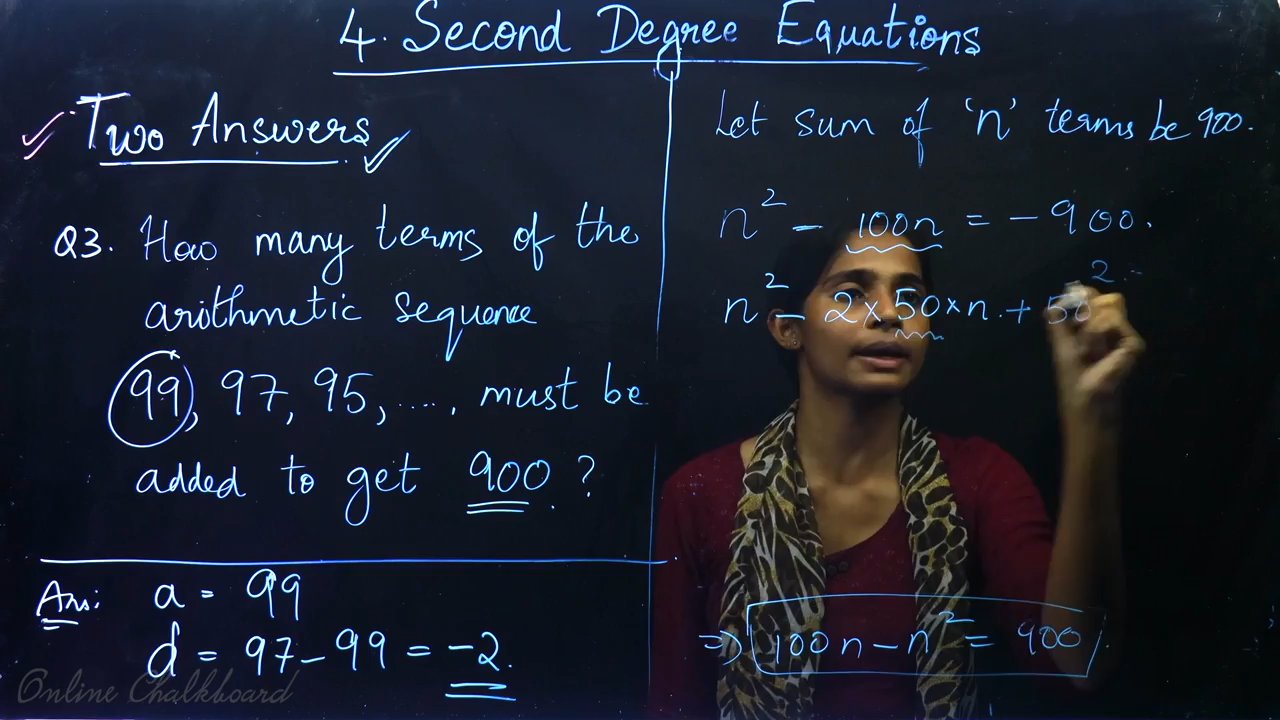 4. Second Degree Equations
Two Answers
Q3. How many terms of the
arithmetic sequence
99, 97, 95, ...., must be
added to get 900 ?
Ans: a = 99
d = 97-99 = -2.
Online Chalkboard
Let sum of 'n' terms be 900.
n² - 100n = -900.
n² - 2×50×n + 50²
⇒ 100n - n² = 900